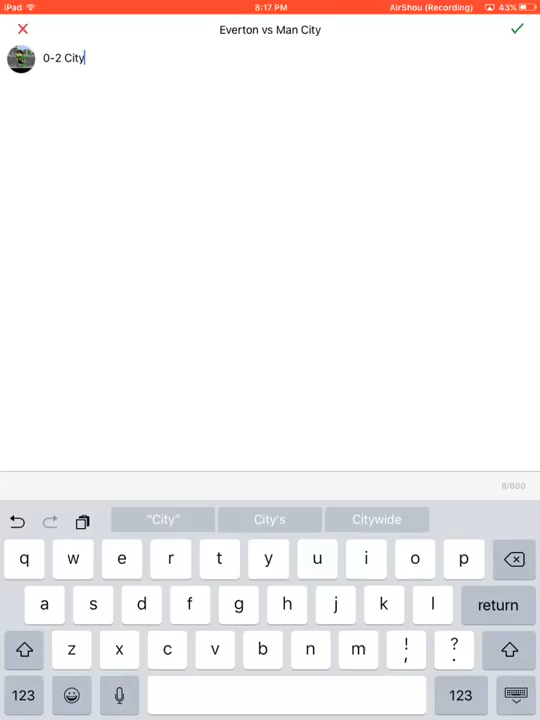 iPad 8:17 PM AirShou (Recording) 43%
Everton vs Man City
0-2 City
8/600
"City" City's Citywide
q w e r t y u i o p
a s d f g h j k l return
z x c v b n m ! , ? .
123 123